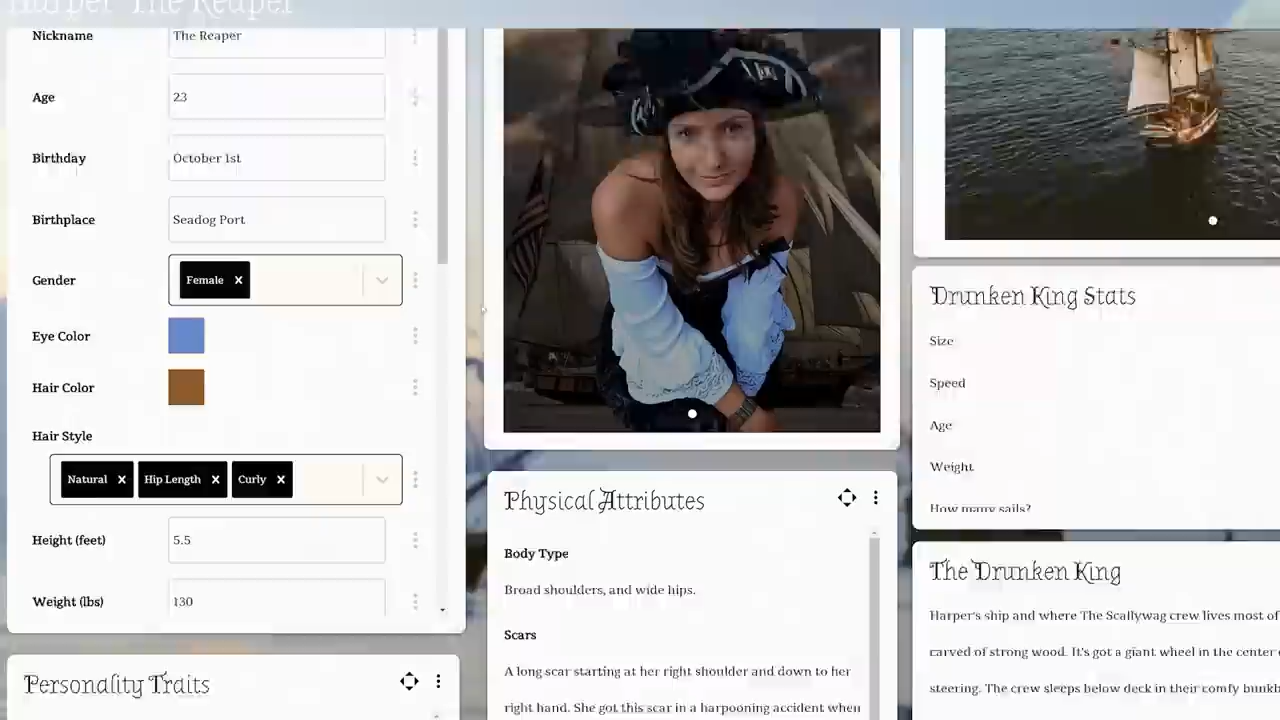 Harper The Reaper
Nickname
The Reaper
Age
23
Birthday
October 1st
Birthplace
Seadog Port
Gender
Female x
Eye Color
Hair Color
Hair Style
Natural x Hip Length x Curly x
Height (feet)
5.5
Weight (lbs)
130
Personality Traits
Physical Attributes
Body Type
Broad shoulders, and wide hips.
Scars
A long scar starting at her right shoulder and down to her
right hand. She got this scar in a harpooning accident when
Drunken King Stats
Size
Speed
Age
Weight
How many sails?
The Drunken King
Harper's ship and where The Scallywag crew lives most of
carved of strong wood. It's got a giant wheel in the center
steering. The crew sleeps below deck in their comfy bunkb